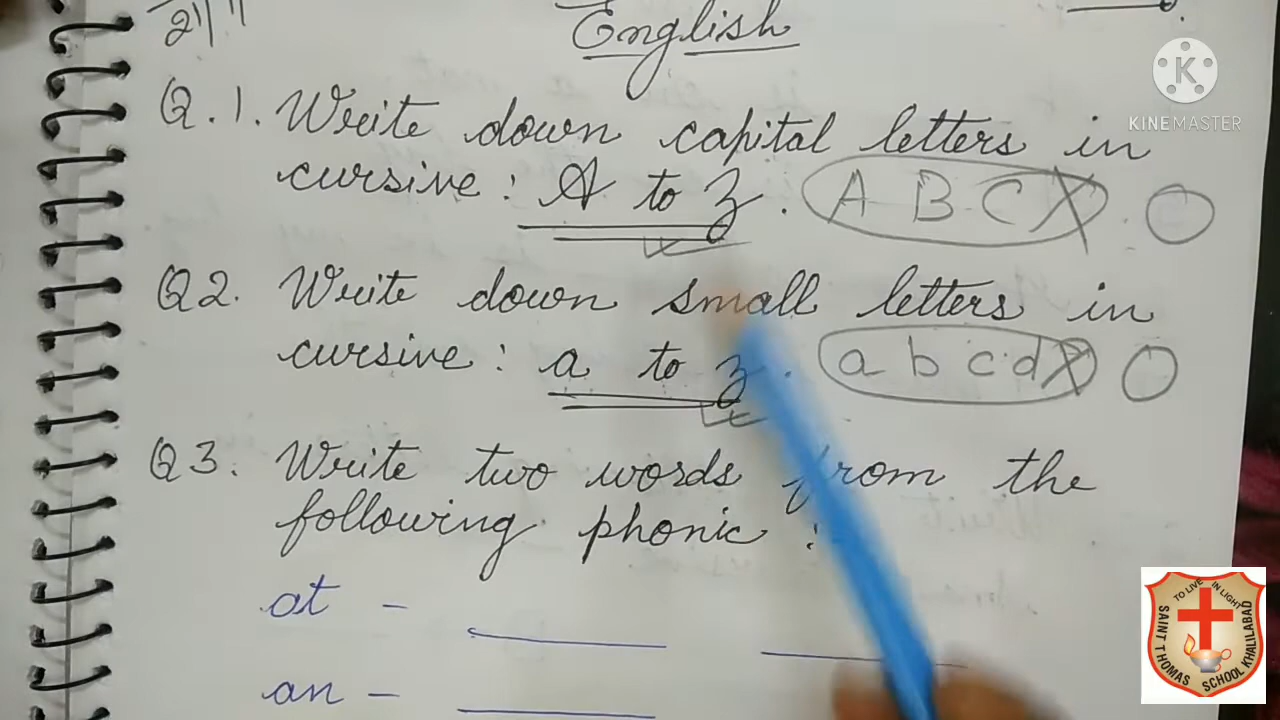 English
Q.1. Write down capital letters in
cursive : A to Z . A B C X
Q2. Write down small letters in
cursive : a to z . a b c d X
Q3. Write two words from the
following phonic :
at -
an -
K
KINEMASTER
TO LIVE IN LIGHT
SAINT THOMAS SCHOOL KHALILABAD